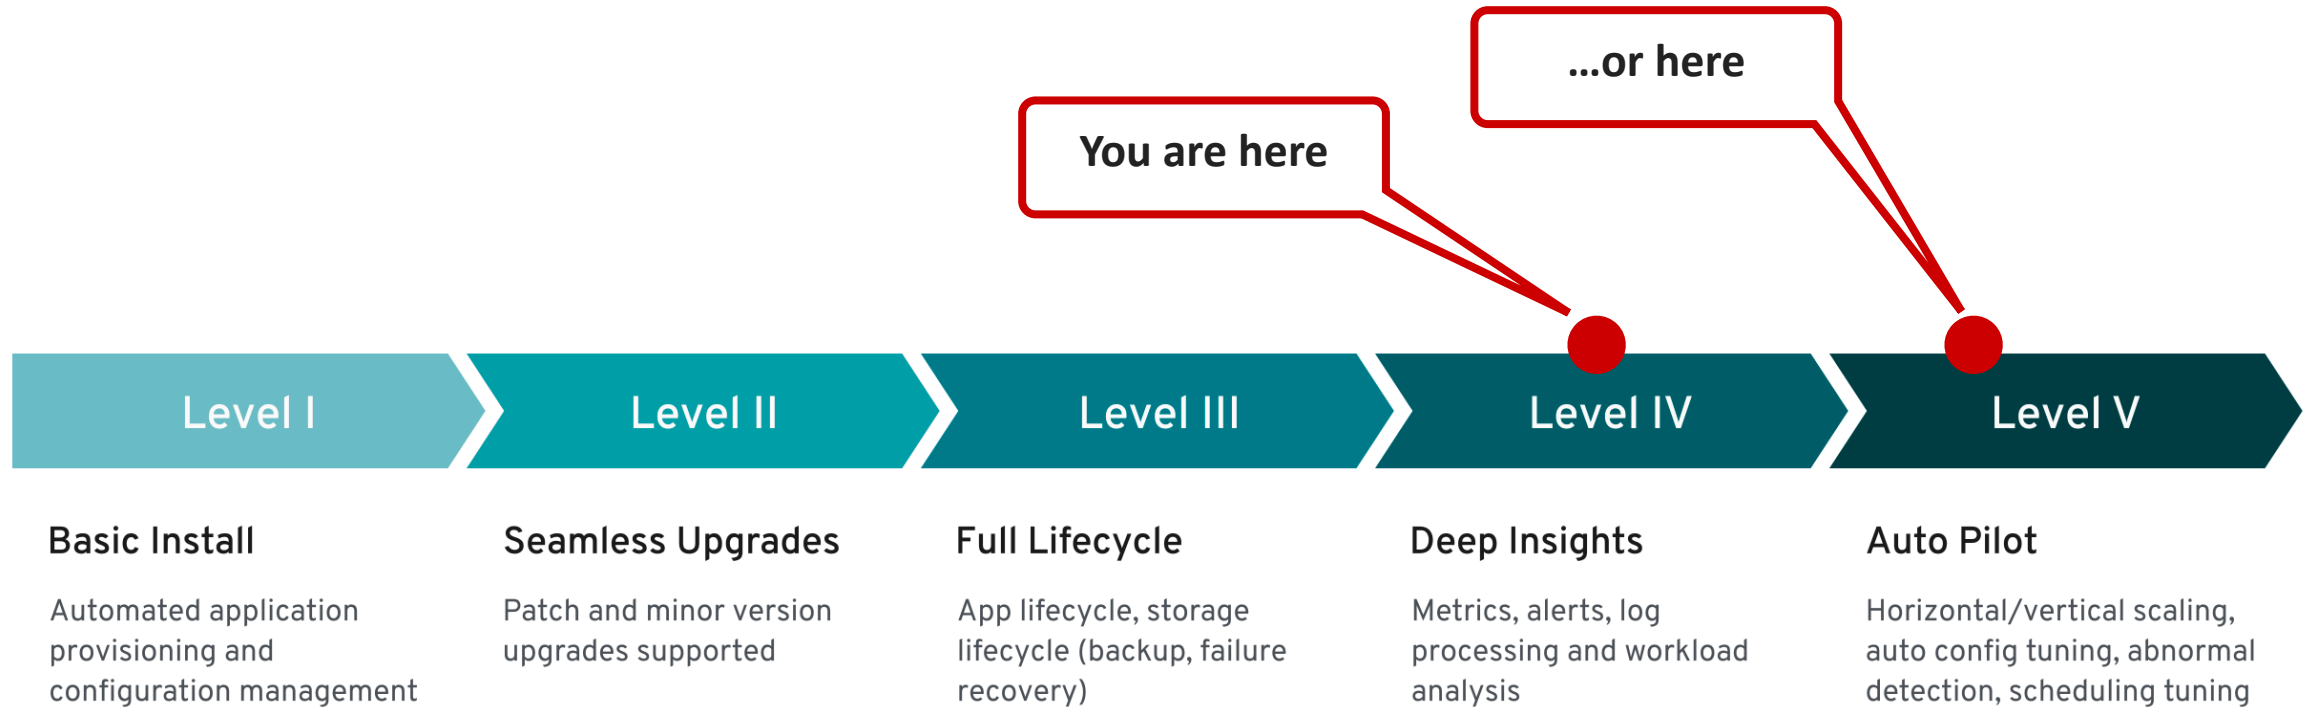 ...or here
You are here
Level I
Level II
Level III
Level IV
Level V
Basic Install
Automated application
provisioning and
configuration management
Seamless Upgrades
Patch and minor version
upgrades supported
Full Lifecycle
App lifecycle, storage
lifecycle (backup, failure
recovery)
Deep Insights
Metrics, alerts, log
processing and workload
analysis
Auto Pilot
Horizontal/vertical scaling,
auto config tuning, abnormal
detection, scheduling tuning